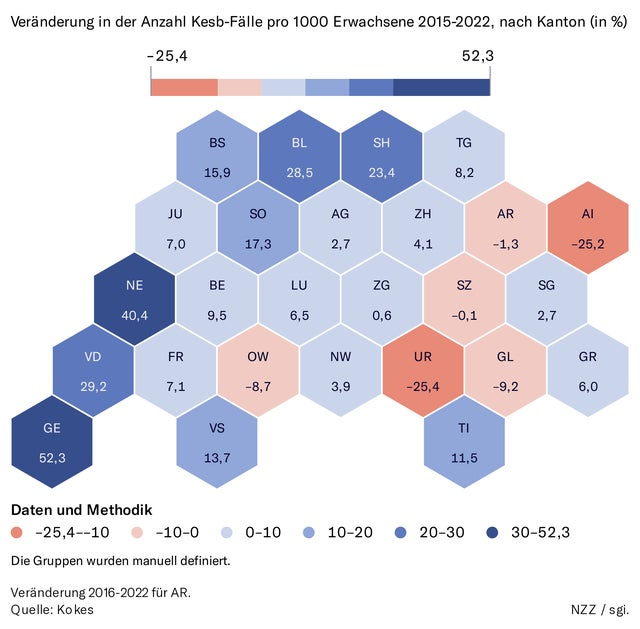 Veränderung in der Anzahl Kesb-Fälle pro 1000 Erwachsene 2015-2022, nach Kanton (in %)
−25,4 52,3
BS BL SH TG
15,9 28,5 23,4 8,2
JU SO AG ZH AR AI
7,0 17,3 2,7 4,1 −1,3 −25,2
NE BE LU ZG SZ SG
40,4 9,5 6,5 0,6 −0,1 2,7
VD FR OW NW UR GL GR
29,2 7,1 −8,7 3,9 −25,4 −9,2 6,0
GE VS TI
52,3 13,7 11,5
Daten und Methodik
−25,4–−10 −10–0 0–10 10–20 20–30 30–52,3
Die Gruppen wurden manuell definiert.
Veränderung 2016-2022 für AR.
Quelle: Kokes NZZ / sgi.